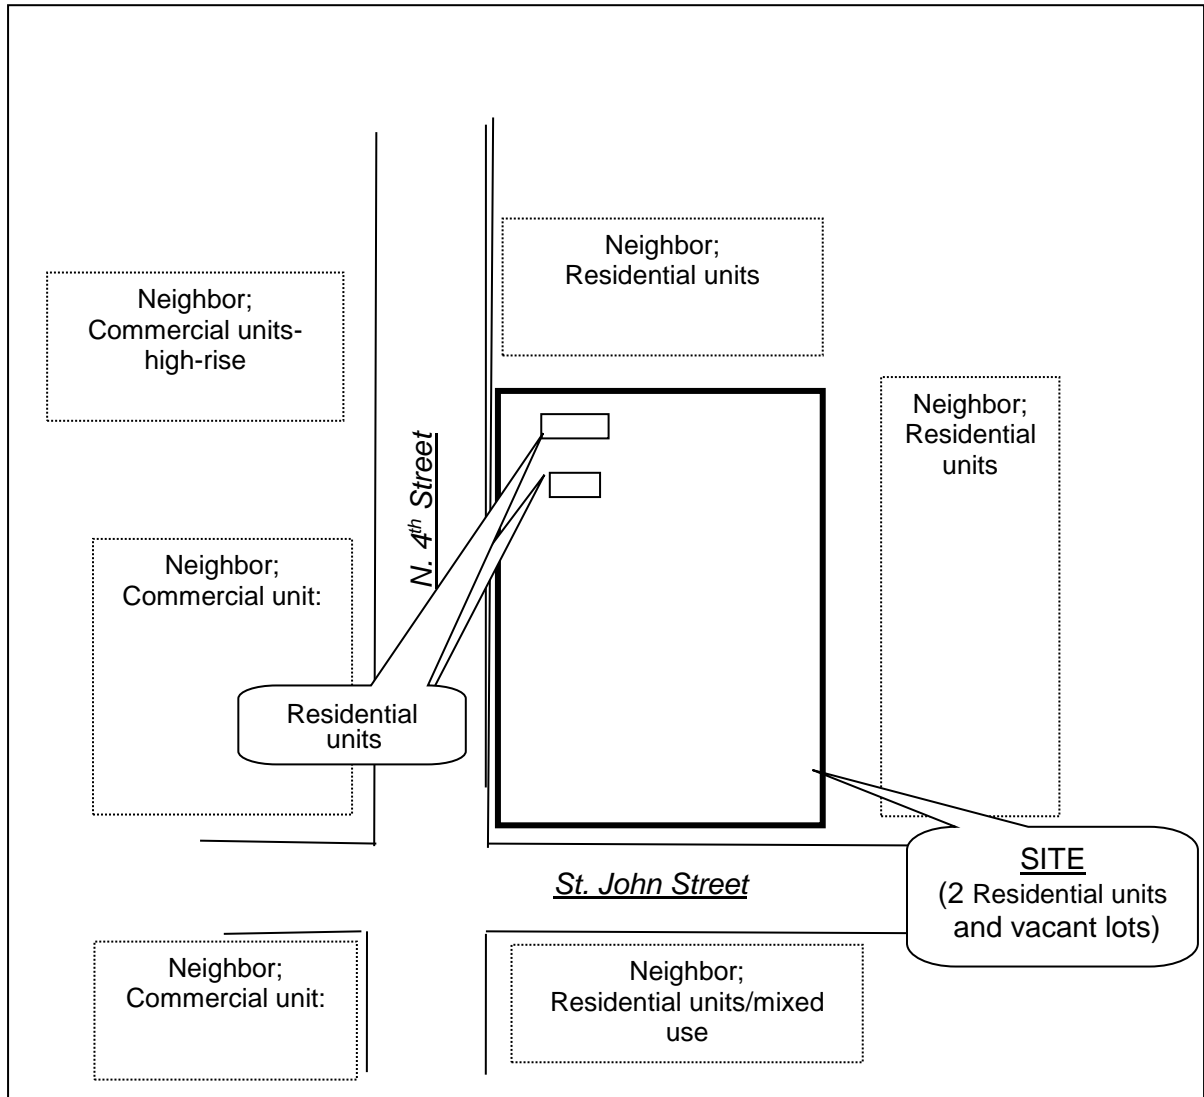 Neighbor;
Residential units
Neighbor;
Commercial units-
high-rise
Neighbor;
Residential
units
N. 4th Street
Neighbor;
Commercial unit:
Residential
units
SITE
(2 Residential units
and vacant lots)
St. John Street
Neighbor;
Commercial unit:
Neighbor;
Residential units/mixed
use